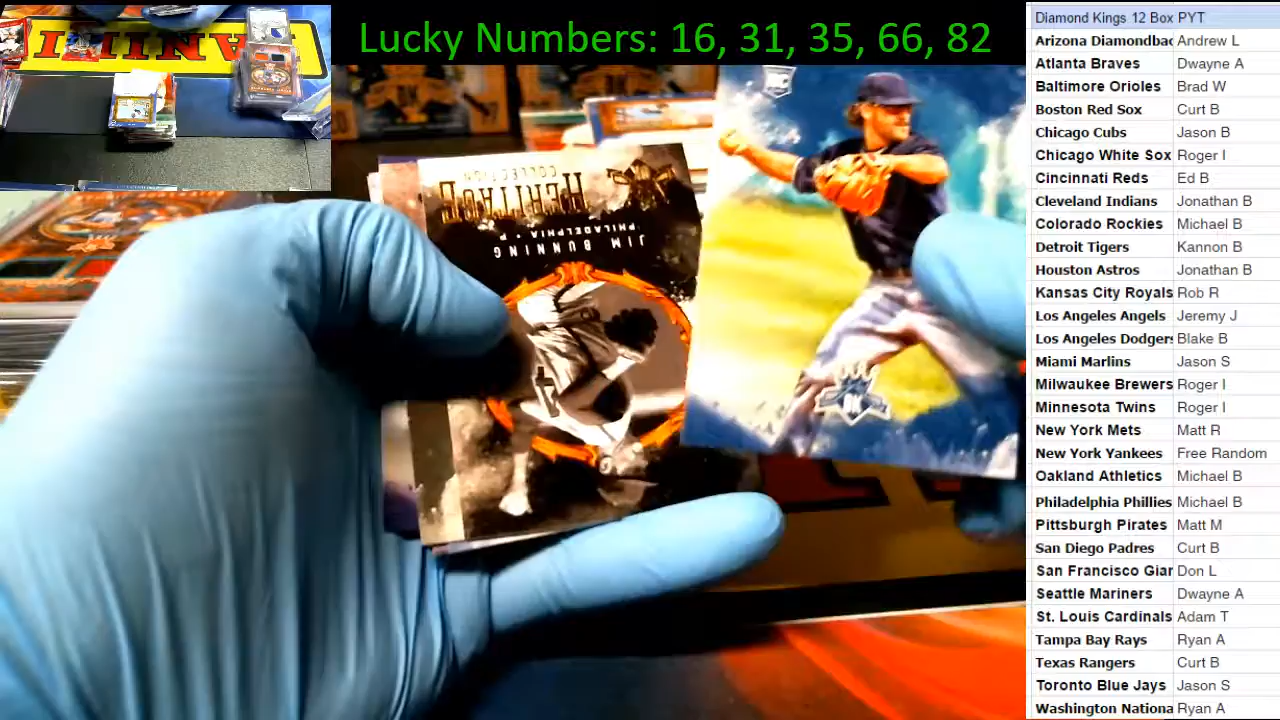 Lucky Numbers: 16, 31, 35, 66, 82
PANINI
HERITAGE
COLLECTION
JIM BUNNING
PHILADELPHIA • P
RC
DK
Diamond Kings 12 Box PYT
Arizona Diamondbac Andrew L
Atlanta Braves Dwayne A
Baltimore Orioles Brad W
Boston Red Sox Curt B
Chicago Cubs Jason B
Chicago White Sox Roger I
Cincinnati Reds Ed B
Cleveland Indians Jonathan B
Colorado Rockies Michael B
Detroit Tigers Kannon B
Houston Astros Jonathan B
Kansas City Royals Rob R
Los Angeles Angels Jeremy J
Los Angeles Dodgers Blake B
Miami Marlins Jason S
Milwaukee Brewers Roger I
Minnesota Twins Roger I
New York Mets Matt R
New York Yankees Free Random
Oakland Athletics Michael B
Philadelphia Phillies Michael B
Pittsburgh Pirates Matt M
San Diego Padres Curt B
San Francisco Giar Don L
Seattle Mariners Dwayne A
St. Louis Cardinals Adam T
Tampa Bay Rays Ryan A
Texas Rangers Curt B
Toronto Blue Jays Jason S
Washington Nationa Ryan A